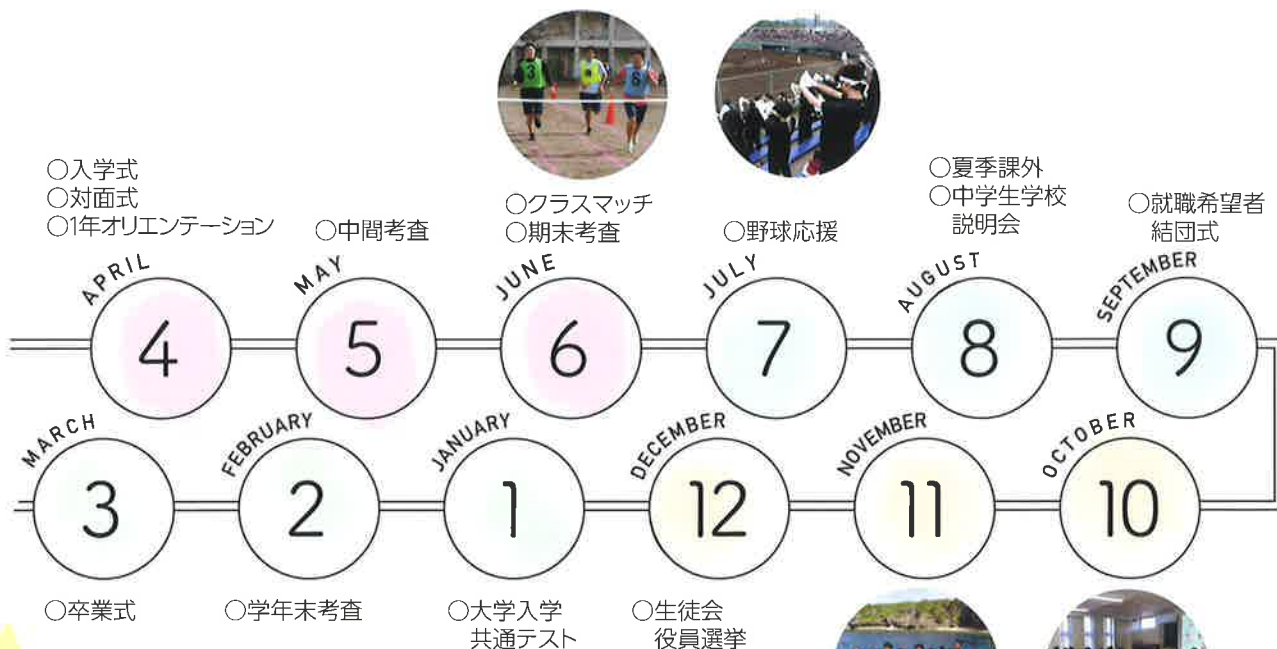 ○入学式
○対面式
○1年オリエンテーション
○中間考査
○クラスマッチ
○期末考査
○野球応援
○夏季課外
○中学生学校
説明会
○就職希望者
結団式
APRIL
4
MAY
5
JUNE
6
JULY
7
AUGUST
8
SEPTEMBER
9
MARCH
3
FEBRUARY
2
JANUARY
1
DECEMBER
12
NOVEMBER
11
OCTOBER
10
○卒業式
○学年末考査
○大学入学
共通テスト
○生徒会
役員選挙